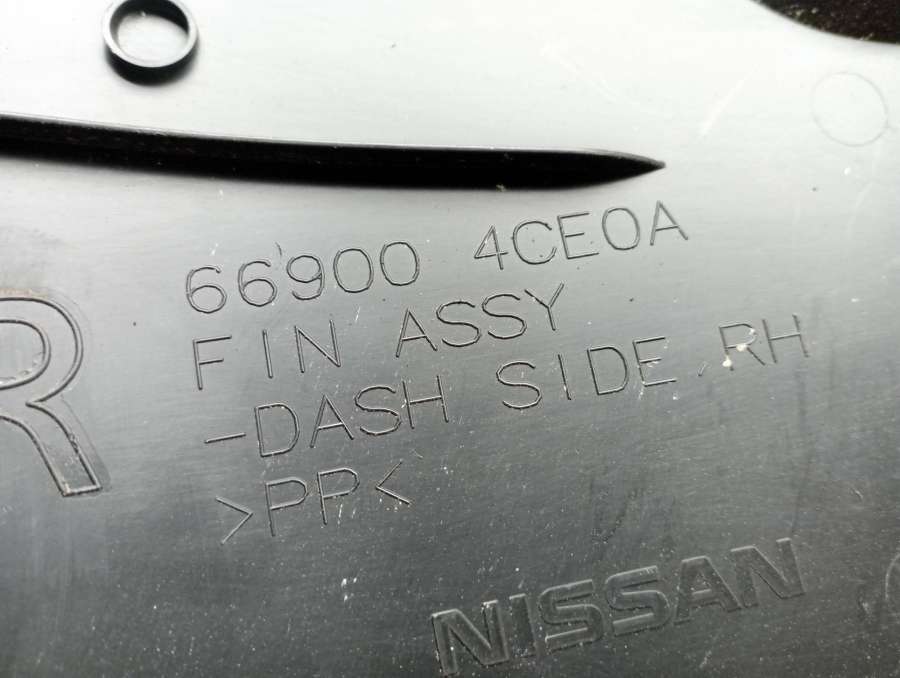 R
66900 4CE0A
FIN ASSY
-DASH SIDE,RH
>PP<
NISSAN